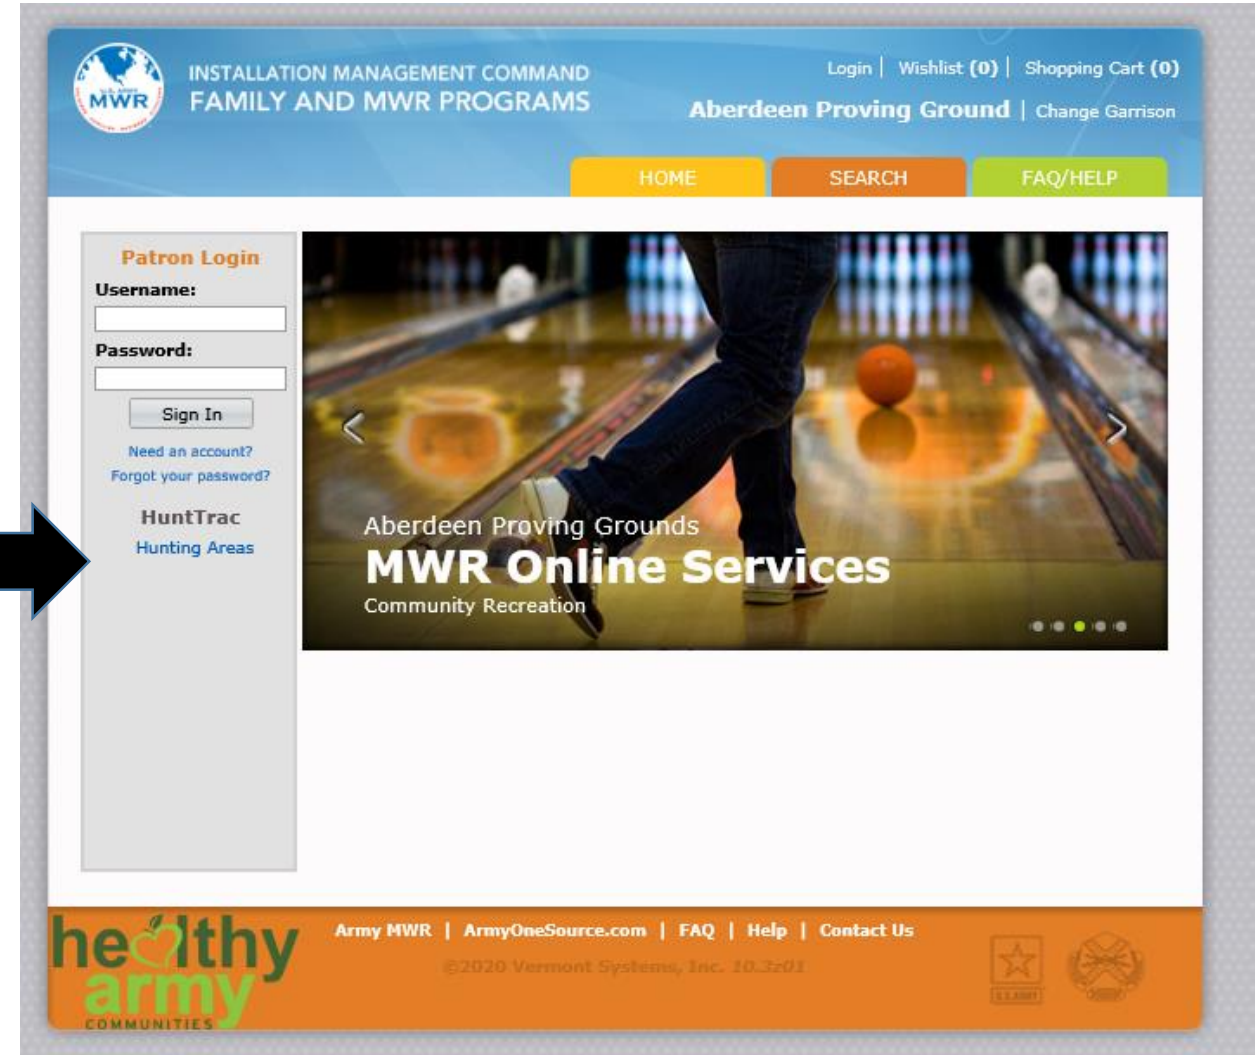 U.S. ARMY
MWR
INSTALLATION MANAGEMENT COMMAND
FAMILY AND MWR PROGRAMS
Login | Wishlist (0) | Shopping Cart (0)
Aberdeen Proving Ground | Change Garrison
HOME
SEARCH
FAQ/HELP
Patron Login
Username:
Password:
Sign In
Need an account?
Forgot your password?
HuntTrac
Hunting Areas
Aberdeen Proving Grounds
MWR Online Services
Community Recreation
healthy
army
COMMUNITIES
Army MWR | ArmyOneSource.com | FAQ | Help | Contact Us
©2020 Vermont Systems, Inc. 10.3z01
U.S.ARMY